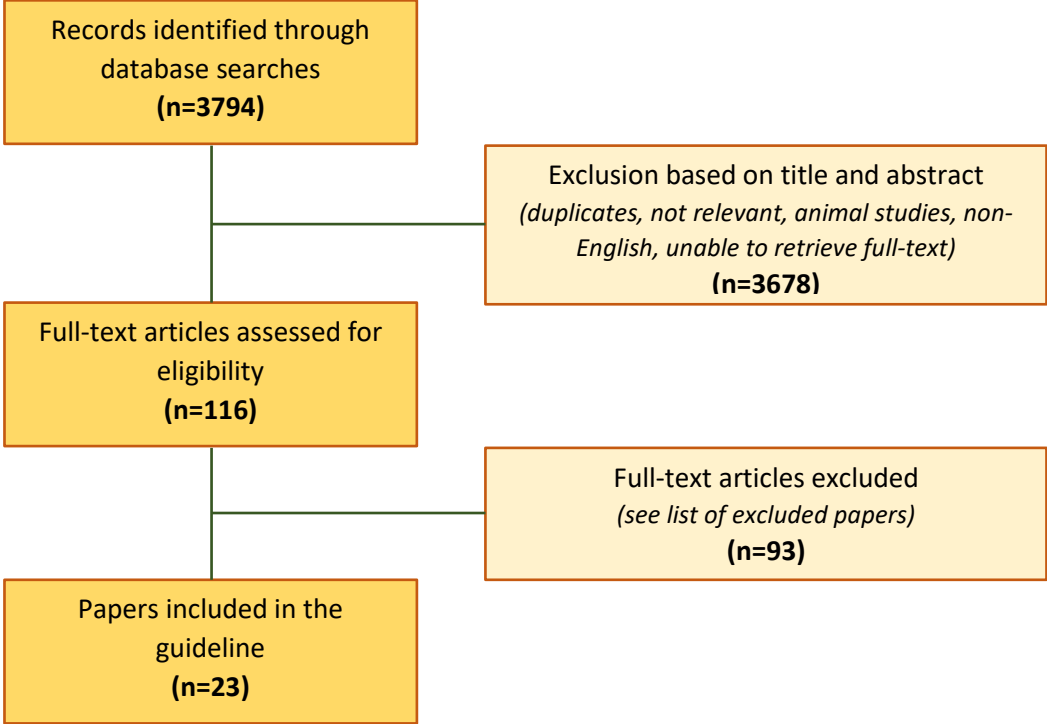 Records identified through
database searches
(n=3794)
Exclusion based on title and abstract
(duplicates, not relevant, animal studies, non-
English, unable to retrieve full-text)
(n=3678)
Full-text articles assessed for
eligibility
(n=116)
Full-text articles excluded
(see list of excluded papers)
(n=93)
Papers included in the
guideline
(n=23)